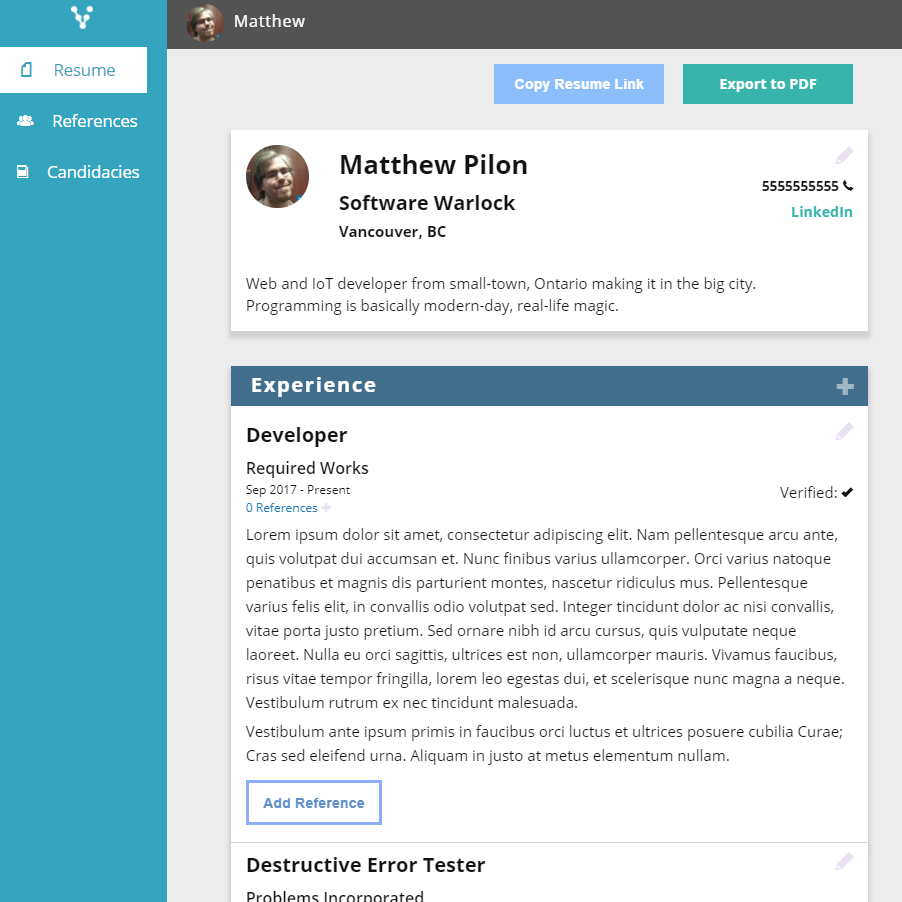 Matthew
Resume
References
Candidacies
Copy Resume Link
Export to PDF
Matthew Pilon
Software Warlock
Vancouver, BC
5555555555
LinkedIn
Web and IoT developer from small-town, Ontario making it in the big city.
Programming is basically modern-day, real-life magic.
Experience
Developer
Required Works
Sep 2017 - Present
0 References
Verified:
Lorem ipsum dolor sit amet, consectetur adipiscing elit. Nam pellentesque arcu ante,
quis volutpat dui accumsan et. Nunc finibus varius ullamcorper. Orci varius natoque
penatibus et magnis dis parturient montes, nascetur ridiculus mus. Pellentesque
varius felis elit, in convallis odio volutpat sed. Integer tincidunt dolor ac nisi convallis,
vitae porta justo pretium. Sed ornare nibh id arcu cursus, quis vulputate neque
laoreet. Nulla eu orci sagittis, ultrices est non, ullamcorper mauris. Vivamus faucibus,
risus vitae tempor fringilla, lorem leo egestas dui, et scelerisque nunc magna a neque.
Vestibulum rutrum ex nec tincidunt malesuada.
Vestibulum ante ipsum primis in faucibus orci luctus et ultrices posuere cubilia Curae;
Cras sed eleifend urna. Aliquam in justo at metus elementum nullam.
Add Reference
Destructive Error Tester
Problems Incorporated